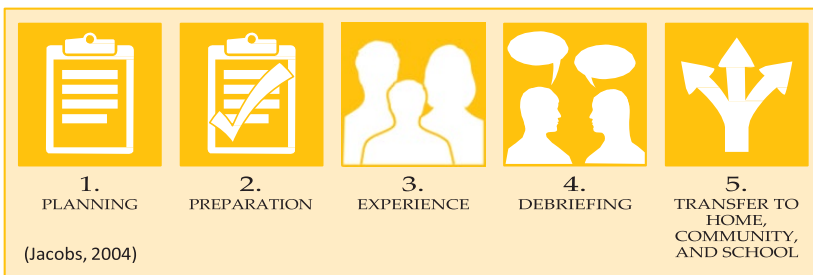 1.
PLANNING
2.
PREPARATION
3.
EXPERIENCE
4.
DEBRIEFING
5.
TRANSFER TO
HOME,
COMMUNITY,
AND SCHOOL
(Jacobs, 2004)